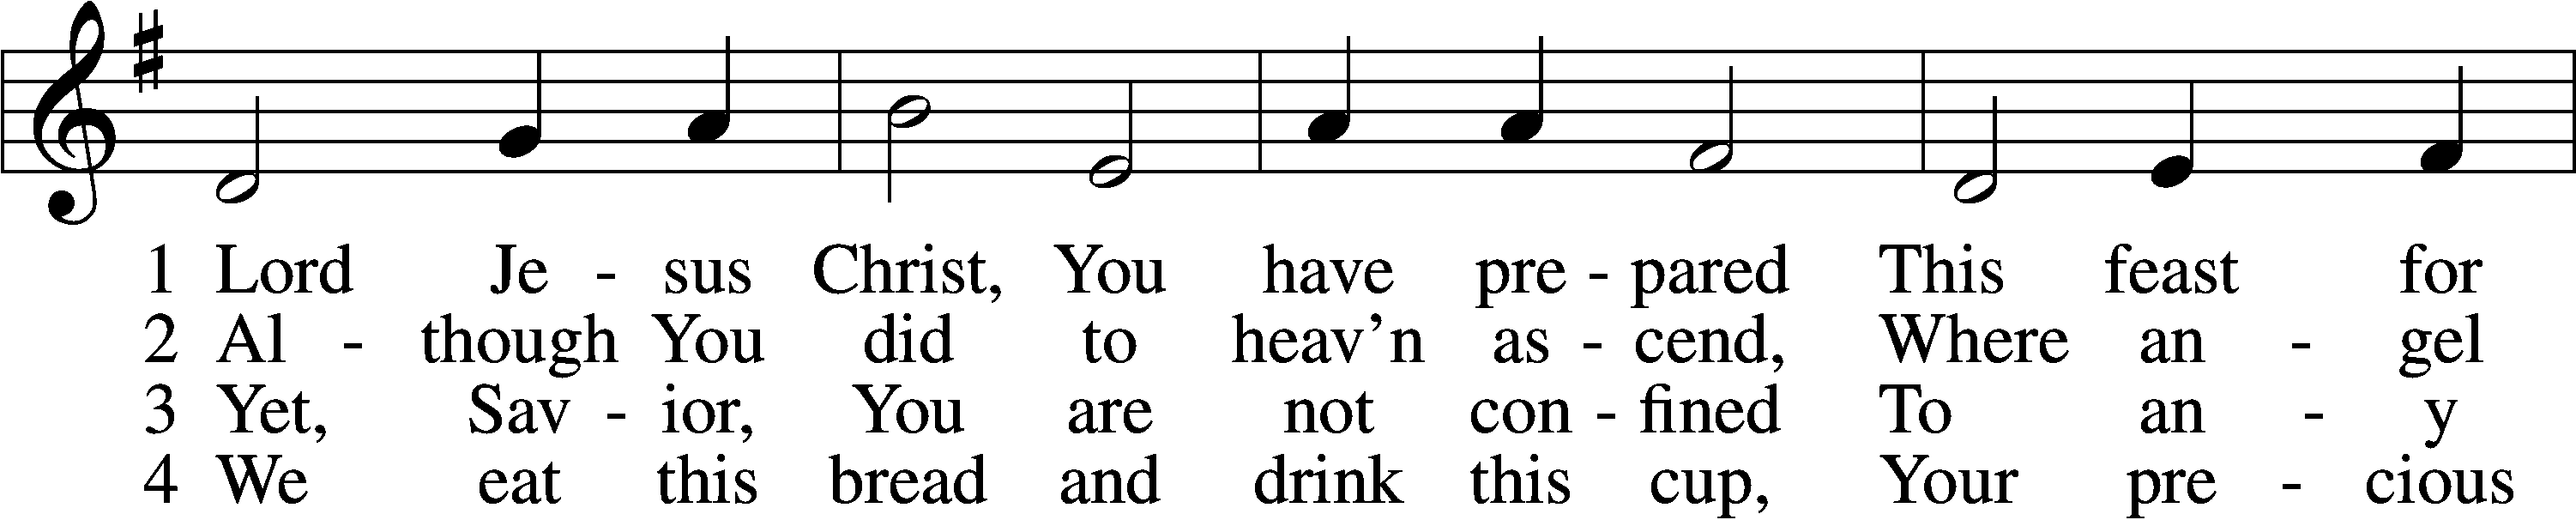 1 Lord Je - sus Christ, You have pre - pared This feast for
2 Al - though You did to heav'n as - cend, Where an - gel
3 Yet, Sav - ior, You are not con - fined To an - y
4 We eat this bread and drink this cup, Your pre - cious